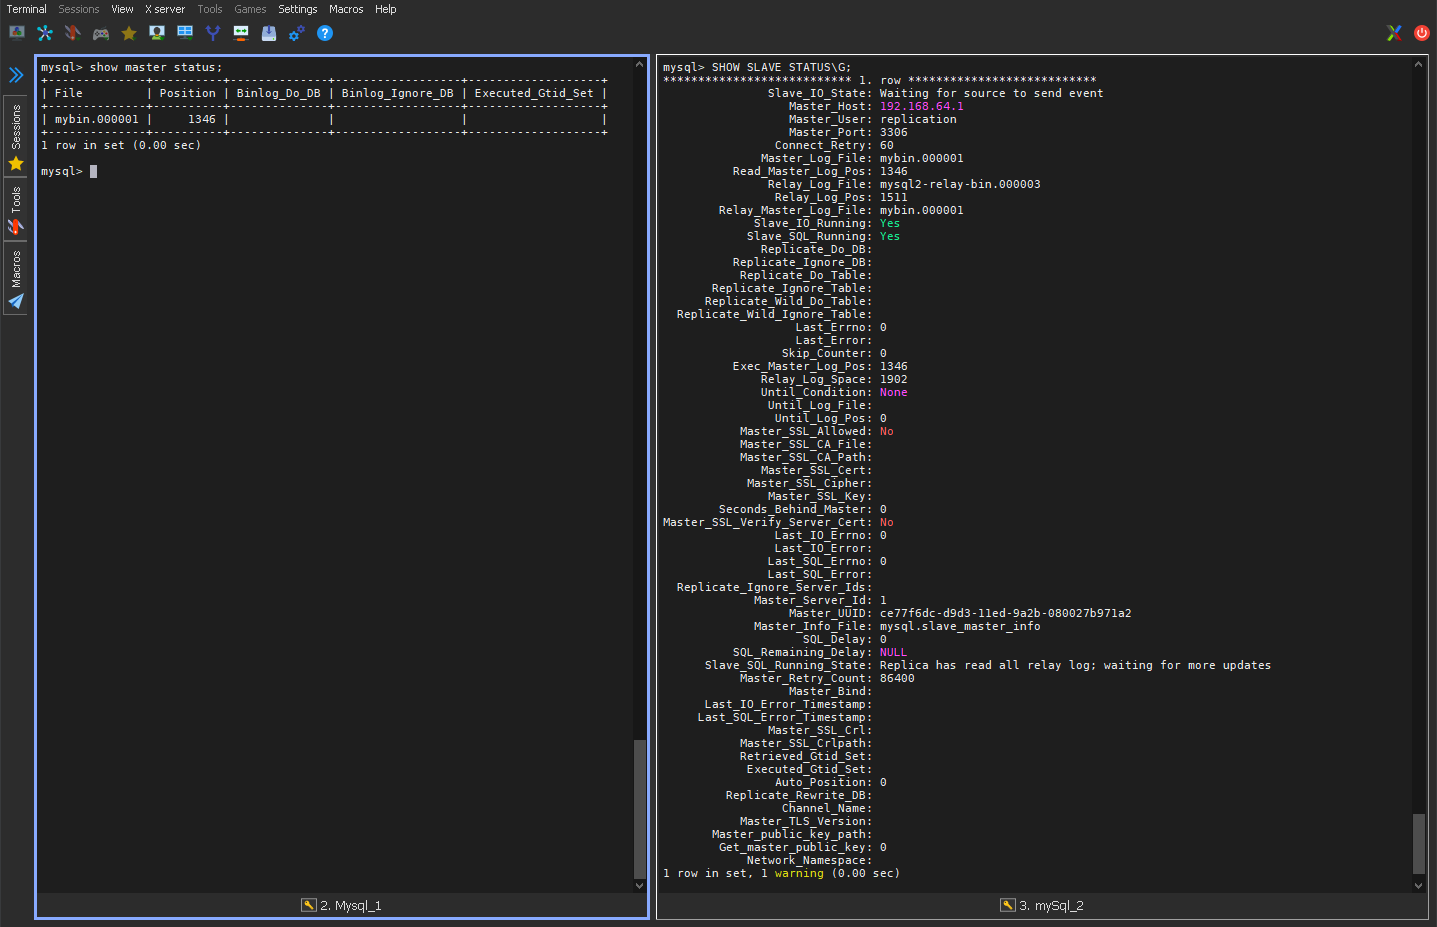 Terminal Sessions View X server Tools Games Settings Macros Help
Sessions
Tools
Macros
mysql> show master status;
+--------------+----------+--------------+------------------+-------------------+
| File         | Position | Binlog_Do_DB | Binlog_Ignore_DB | Executed_Gtid_Set |
+--------------+----------+--------------+------------------+-------------------+
| mybin.000001 |     1346 |              |                  |                   |
+--------------+----------+--------------+------------------+-------------------+
1 row in set (0.00 sec)
mysql>
2. Mysql_1
mysql> SHOW SLAVE STATUS\G;
*************************** 1. row ***************************
Slave_IO_State: Waiting for source to send event
Master_Host: 192.168.64.1
Master_User: replication
Master_Port: 3306
Connect_Retry: 60
Master_Log_File: mybin.000001
Read_Master_Log_Pos: 1346
Relay_Log_File: mysql2-relay-bin.000003
Relay_Log_Pos: 1511
Relay_Master_Log_File: mybin.000001
Slave_IO_Running: Yes
Slave_SQL_Running: Yes
Replicate_Do_DB:
Replicate_Ignore_DB:
Replicate_Do_Table:
Replicate_Ignore_Table:
Replicate_Wild_Do_Table:
Replicate_Wild_Ignore_Table:
Last_Errno: 0
Last_Error:
Skip_Counter: 0
Exec_Master_Log_Pos: 1346
Relay_Log_Space: 1902
Until_Condition: None
Until_Log_File:
Until_Log_Pos: 0
Master_SSL_Allowed: No
Master_SSL_CA_File:
Master_SSL_CA_Path:
Master_SSL_Cert:
Master_SSL_Cipher:
Master_SSL_Key:
Seconds_Behind_Master: 0
Master_SSL_Verify_Server_Cert: No
Last_IO_Errno: 0
Last_IO_Error:
Last_SQL_Errno: 0
Last_SQL_Error:
Replicate_Ignore_Server_Ids:
Master_Server_Id: 1
Master_UUID: ce77f6dc-d9d3-11ed-9a2b-080027b971a2
Master_Info_File: mysql.slave_master_info
SQL_Delay: 0
SQL_Remaining_Delay: NULL
Slave_SQL_Running_State: Replica has read all relay log; waiting for more updates
Master_Retry_Count: 86400
Master_Bind:
Last_IO_Error_Timestamp:
Last_SQL_Error_Timestamp:
Master_SSL_Crl:
Master_SSL_Crlpath:
Retrieved_Gtid_Set:
Executed_Gtid_Set:
Auto_Position: 0
Replicate_Rewrite_DB:
Channel_Name:
Master_TLS_Version:
Master_public_key_path:
Get_master_public_key: 0
Network_Namespace:
1 row in set, 1 warning (0.00 sec)
3. mySql_2